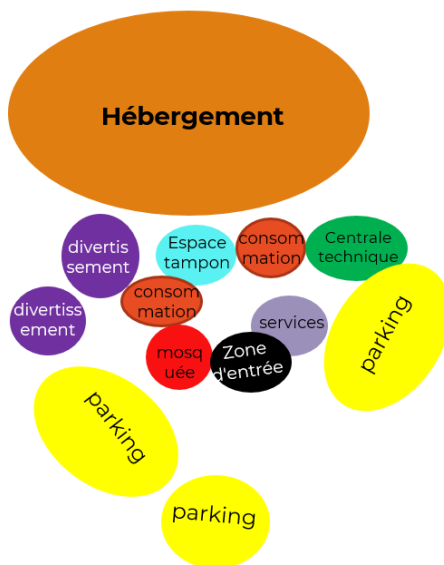 Hébergement
divertis
sement
Espace
tampon
consom
mation
Centrale
technique
consom
mation
divertiss
ement
services
mosq
uée
Zone
d'entrée
parking
parking
parking